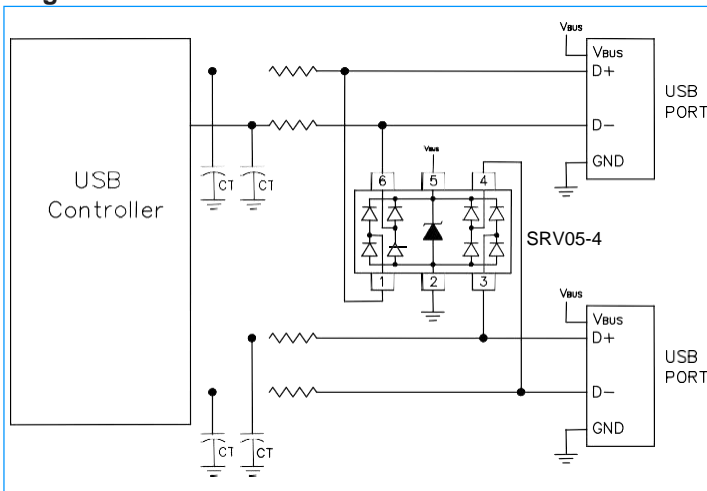 VBUS
VBUS
D+
USB
PORT
D-
VBUS
GND
6
5
4
CT
CT
USB
Controller
SRV05-4
1
2
3
VBUS
VBUS
D+
USB
PORT
D-
GND
CT
CT